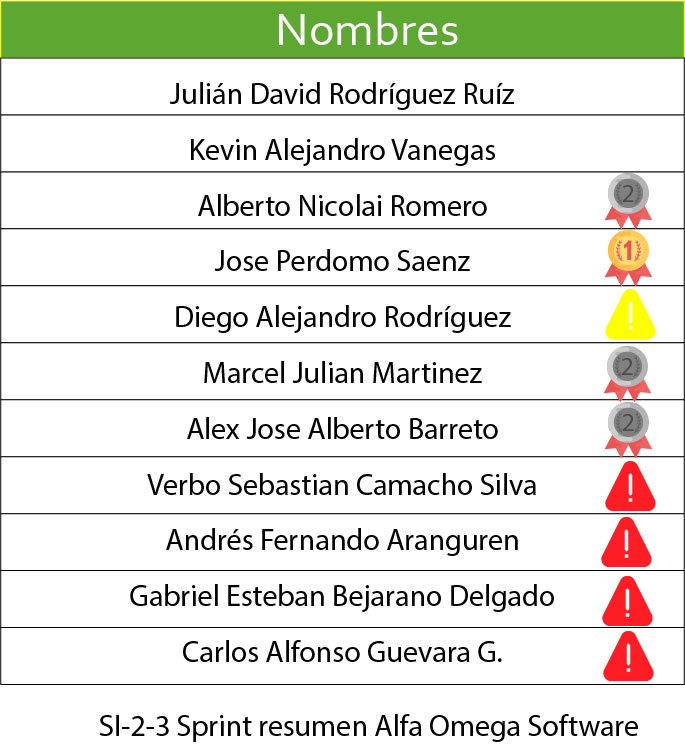 Nombres
Julián David Rodríguez Ruíz
Kevin Alejandro Vanegas
Alberto Nicolai Romero
2
Jose Perdomo Saenz
1
Diego Alejandro Rodríguez
!
Marcel Julian Martinez
2
Alex Jose Alberto Barreto
2
Verbo Sebastian Camacho Silva
!
Andrés Fernando Aranguren
!
Gabriel Esteban Bejarano Delgado
!
Carlos Alfonso Guevara G.
!
SI-2-3 Sprint resumen Alfa Omega Software